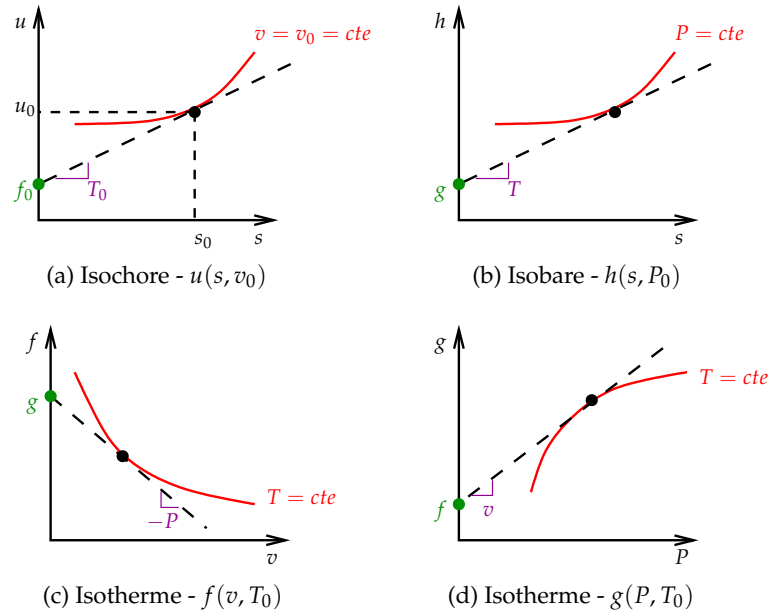 u
v = v₀ = cte
u₀
f₀
T₀
s₀
s
(a) Isochore - u(s, v₀)
h
P = cte
g
T
s
(b) Isobare - h(s, P₀)
f
g
T = cte
−P
v
(c) Isotherme - f(v, T₀)
g
T = cte
f
v
P
(d) Isotherme - g(P, T₀)